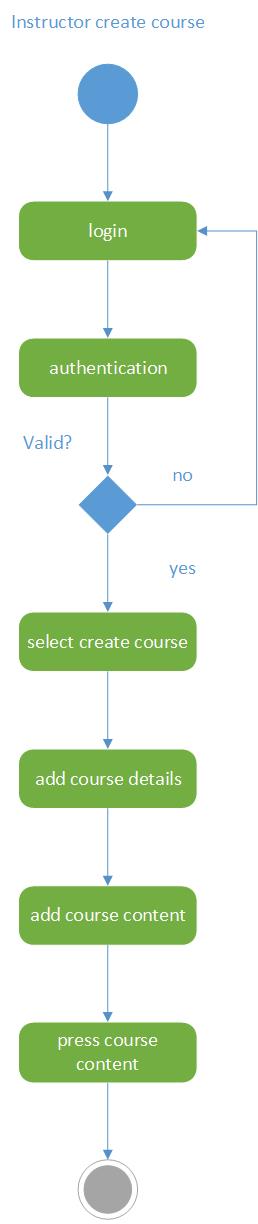 Instructor create course
login
authentication
Valid?
no
yes
select create course
add course details
add course content
press course
content